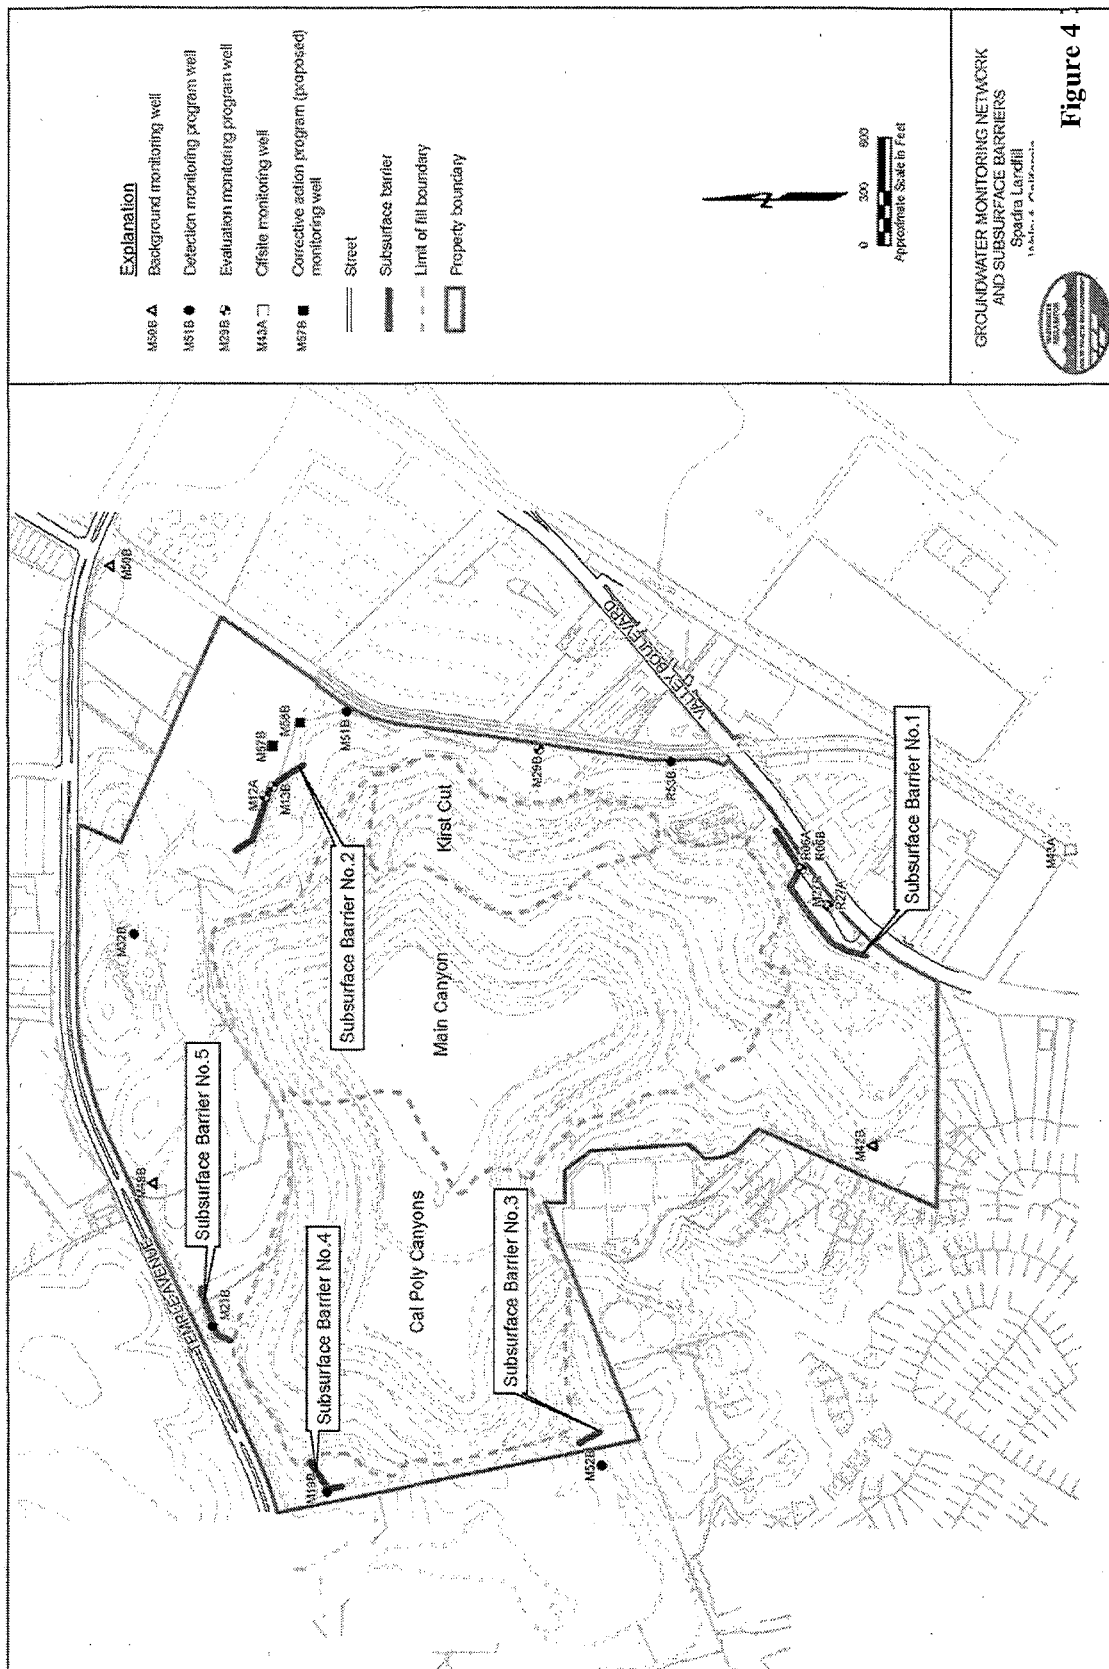 Explanation
M50B Background monitoring well
M51B Detection monitoring program well
M29B Evaluation monitoring program well
M43A Offsite monitoring well
M57B Corrective action program (proposed)
monitoring well
Street
Subsurface barrier
Limit of fill boundary
Property boundary
0 300 600
Approximate Scale in Feet
GROUNDWATER MONITORING NETWORK
AND SUBSURFACE BARRIERS
Spadra Landfill
Figure 4
TEMPLE AVENUE
VALLEY BOULEVARD
M50B
M32B
M49B
Subsurface Barrier No.5
M21B
M19B
Subsurface Barrier No.4
M12A
M13B
M57B
M58B
M51B
Subsurface Barrier No.2
Kirst Cut
Main Canyon
Cal Poly Canyons
M29B
Subsurface Barrier No.3
M52B
R53B
R06A
R06B
R27A
Subsurface Barrier No.1
M42B
M43A